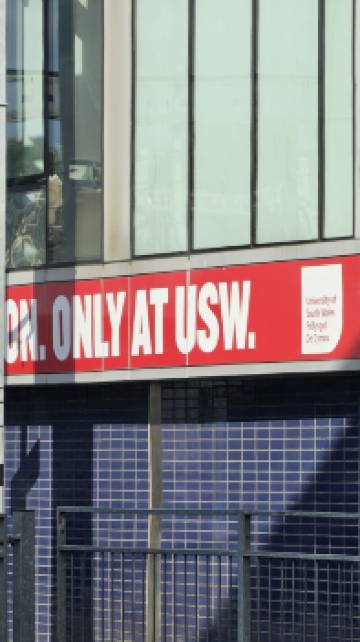 ON. ONLY AT USW.
University of
South Wales
Prifysgol
De Cymru